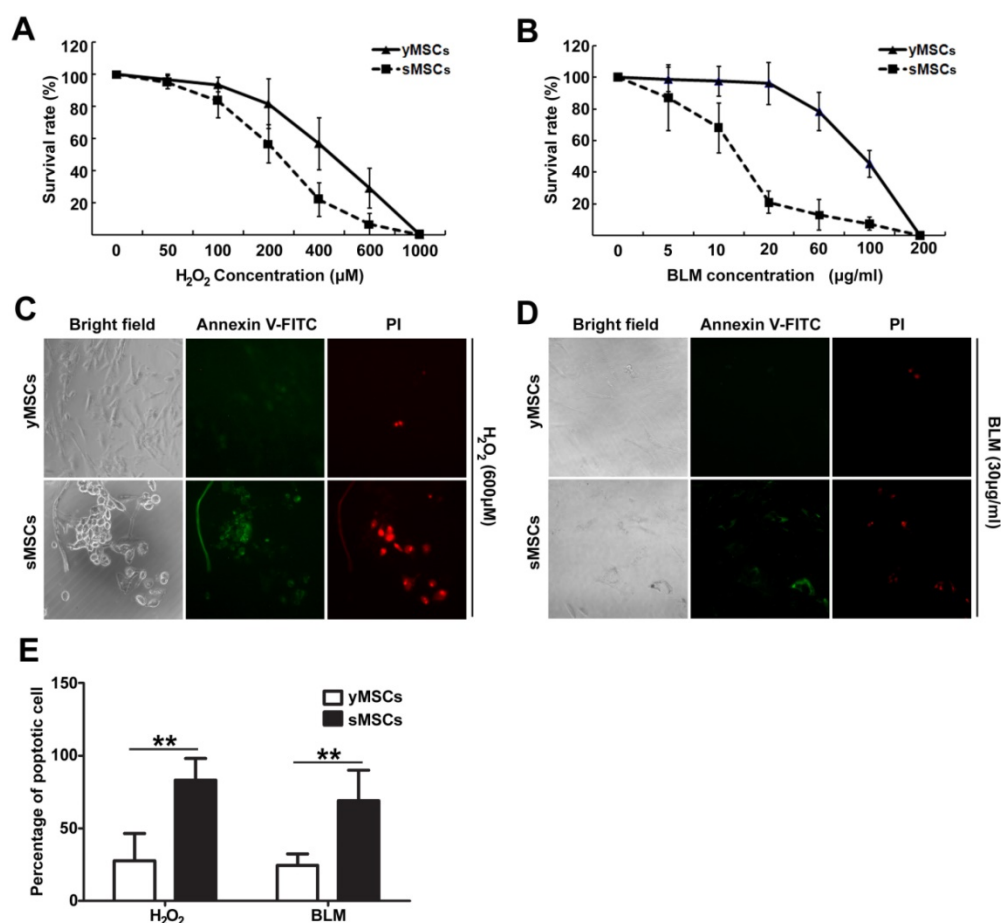 A
120
100
80
60
40
20
Survival rate (%)
yMSCs
sMSCs
0 50 100 200 400 600 1000
H₂O₂ Concentration (μM)
B
120
100
80
60
40
20
Survival rate (%)
yMSCs
sMSCs
0 5 10 20 60 100 200
BLM concentration (μg/ml)
C
Bright field Annexin V-FITC PI
yMSCs
sMSCs
H₂O₂ (600μM)
D
Bright field Annexin V-FITC PI
yMSCs
sMSCs
BLM (30μg/ml)
E
150
100
50
0
Percentage of poptotic cell
yMSCs
sMSCs
**
**
H₂O₂ BLM